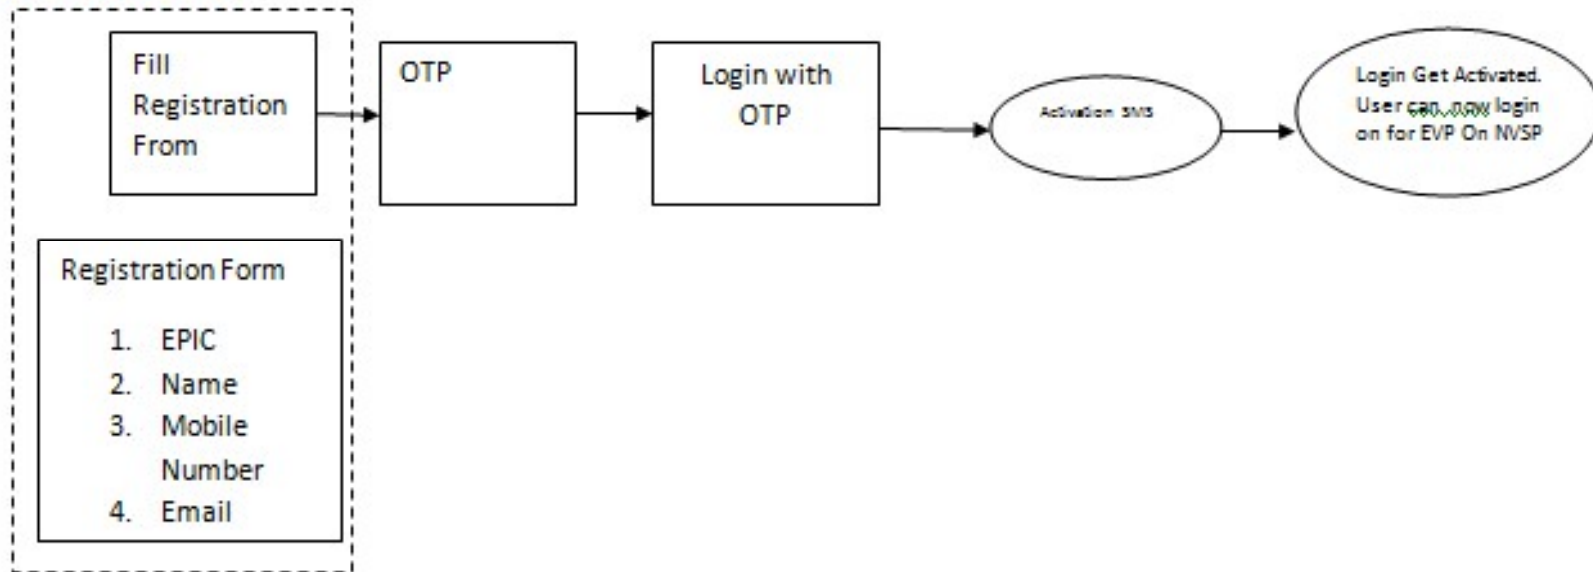 Fill
Registration
From
OTP
Login with
OTP
Activation SMS
Login Get Activated.
User can, now login
on for EVP On NVSP
Registration Form
1. EPIC
2. Name
3. Mobile
Number
4. Email